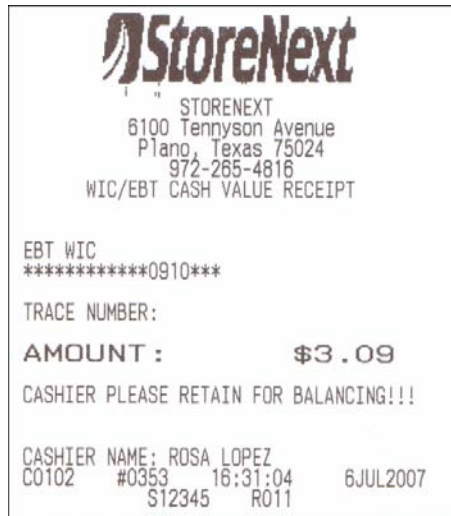 StoreNext
STORENEXT
6100 Tennyson Avenue
Plano, Texas 75024
972-265-4816
WIC/EBT CASH VALUE RECEIPT
EBT WIC
************0910***
TRACE NUMBER:
AMOUNT: $3.09
CASHIER PLEASE RETAIN FOR BALANCING!!!
CASHIER NAME: ROSA LOPEZ
C0102 #0353 16:31:04 6JUL2007
S12345 R011